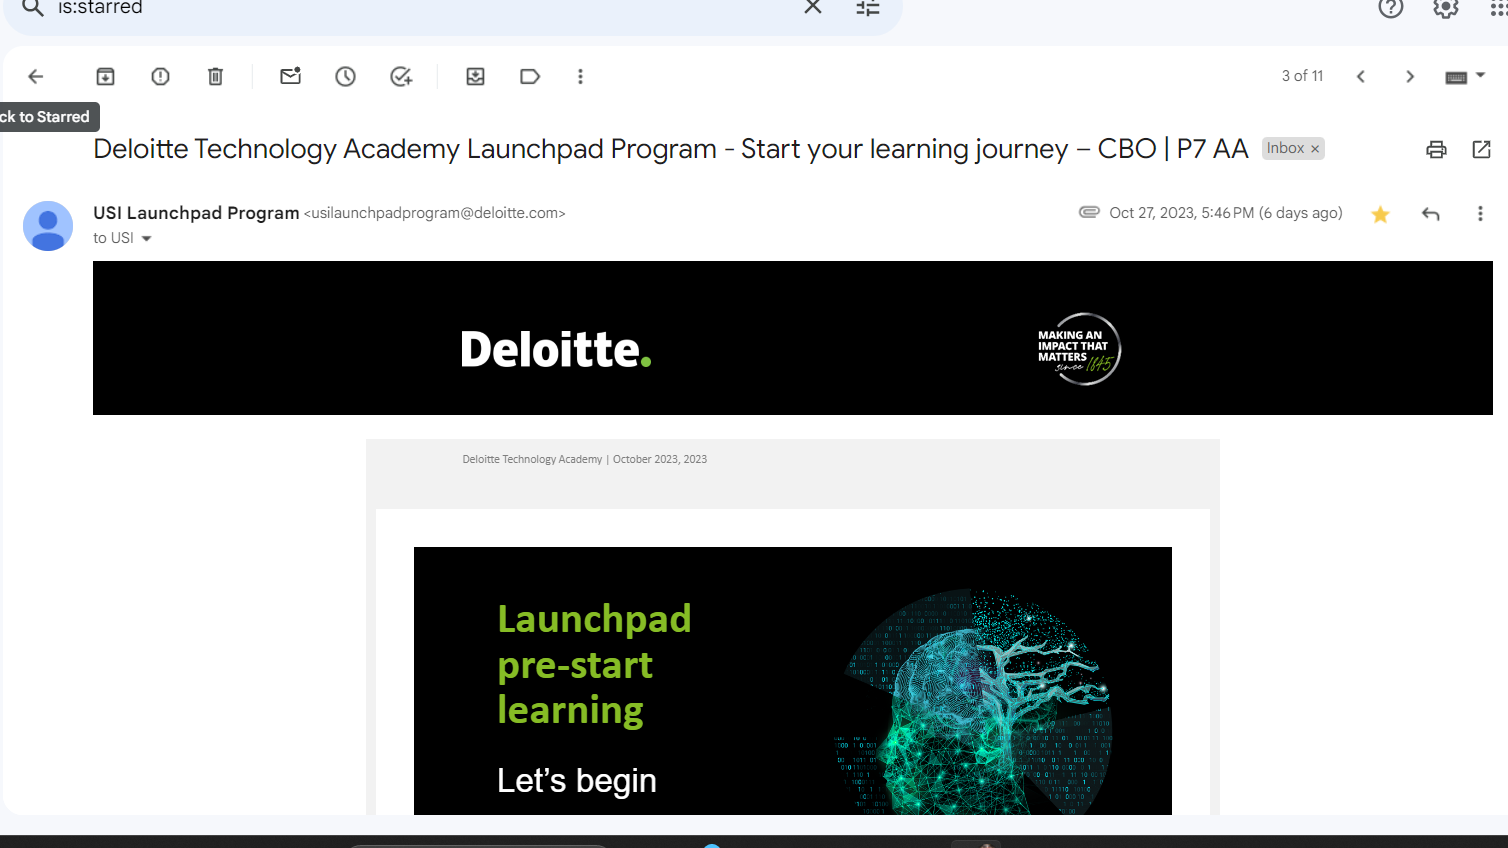 is:starred
3 of 11
ck to Starred
Deloitte Technology Academy Launchpad Program - Start your learning journey – CBO | P7 AA Inbox ×
USI Launchpad Program <usilaunchpadprogram@deloitte.com> Oct 27, 2023, 5:46 PM (6 days ago)
to USI
Deloitte.
MAKING AN
IMPACT THAT
MATTERS
since 1845
Deloitte Technology Academy | October 2023, 2023
Launchpad
pre-start
learning
Let's begin